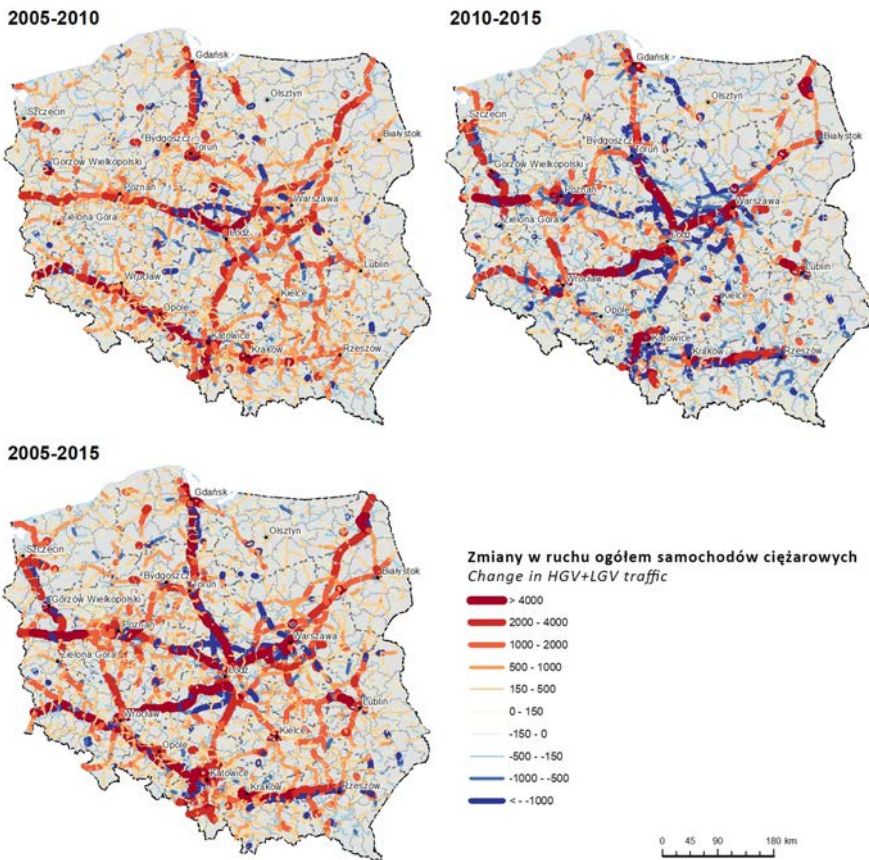 2005-2010
Gdańsk
Olsztyn
Szczecin
Białystok
Bydgoszcz
Toruń
Gorzów Wielkopolski
Poznań
Warszawa
Zielona Góra
Łódź
Lublin
Wrocław
Opole
Kielce
Katowice
Kraków
Rzeszów
2010-2015
Gdańsk
Olsztyn
Szczecin
Białystok
Bydgoszcz
Toruń
Gorzów Wielkopolski
Poznań
Warszawa
Zielona Góra
Łódź
Lublin
Wrocław
Opole
Kielce
Katowice
Kraków
Rzeszów
2005-2015
Gdańsk
Olsztyn
Szczecin
Białystok
Bydgoszcz
Toruń
Gorzów Wielkopolski
Poznań
Warszawa
Zielona Góra
Łódź
Lublin
Wrocław
Opole
Kielce
Katowice
Kraków
Rzeszów
Zmiany w ruchu ogółem samochodów ciężarowych
Change in HGV+LGV traffic
> 4000
2000 - 4000
1000 - 2000
500 - 1000
150 - 500
0 - 150
-150 - 0
-500 - -150
-1000 - -500
< - -1000
0 45 90 180 km